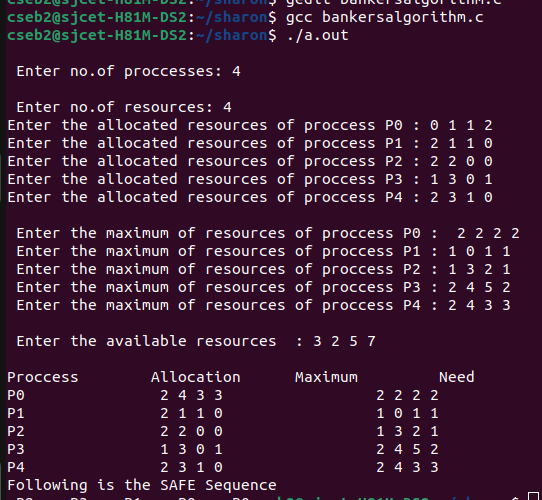 cseb2@sjcet-H81M-DS2:~/sharon$ gedit bankersalgorithm.c
cseb2@sjcet-H81M-DS2:~/sharon$ gcc bankersalgorithm.c
cseb2@sjcet-H81M-DS2:~/sharon$ ./a.out
Enter no.of proccesses: 4
Enter no.of resources: 4
Enter the allocated resources of proccess P0 : 0 1 1 2
Enter the allocated resources of proccess P1 : 2 1 1 0
Enter the allocated resources of proccess P2 : 2 2 0 0
Enter the allocated resources of proccess P3 : 1 3 0 1
Enter the allocated resources of proccess P4 : 2 3 1 0
Enter the maximum of resources of proccess P0 :  2 2 2 2
Enter the maximum of resources of proccess P1 : 1 0 1 1
Enter the maximum of resources of proccess P2 : 1 3 2 1
Enter the maximum of resources of proccess P3 : 2 4 5 2
Enter the maximum of resources of proccess P4 : 2 4 3 3
Enter the available resources  : 3 2 5 7
Proccess Allocation Maximum Need
P0 2 4 3 3 2 2 2 2
P1 2 1 1 0 1 0 1 1
P2 2 2 0 0 1 3 2 1
P3 1 3 0 1 2 4 5 2
P4 2 3 1 0 2 4 3 3
Following is the SAFE Sequence